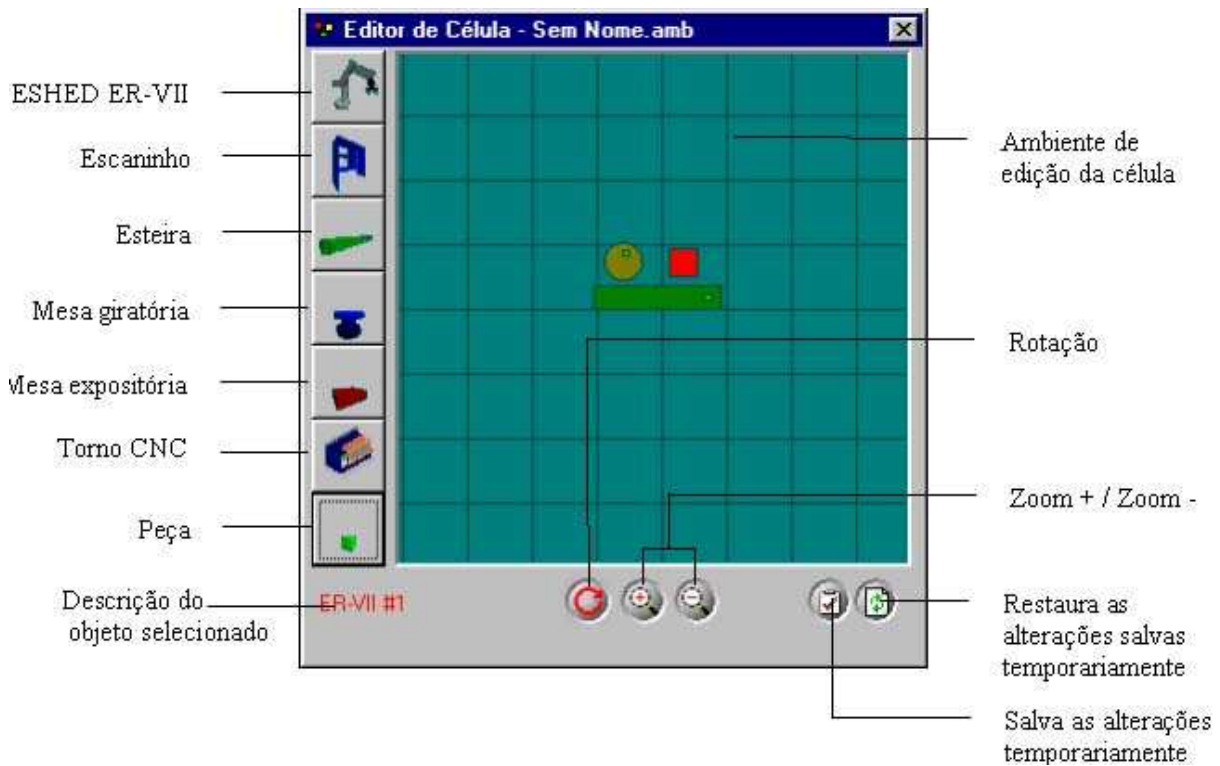 Editor de Célula - Sem Nome.amb
ESHED ER-VII
Escaninho
Esteira
Mesa giratória
Mesa expositória
Torno CNC
Peça
Descrição do
objeto selecionado
ER-VII #1
Ambiente de
edição da célula
Rotação
Zoom + / Zoom -
Restaura as
alterações salvas
temporariamente
Salva as alterações
temporariamente